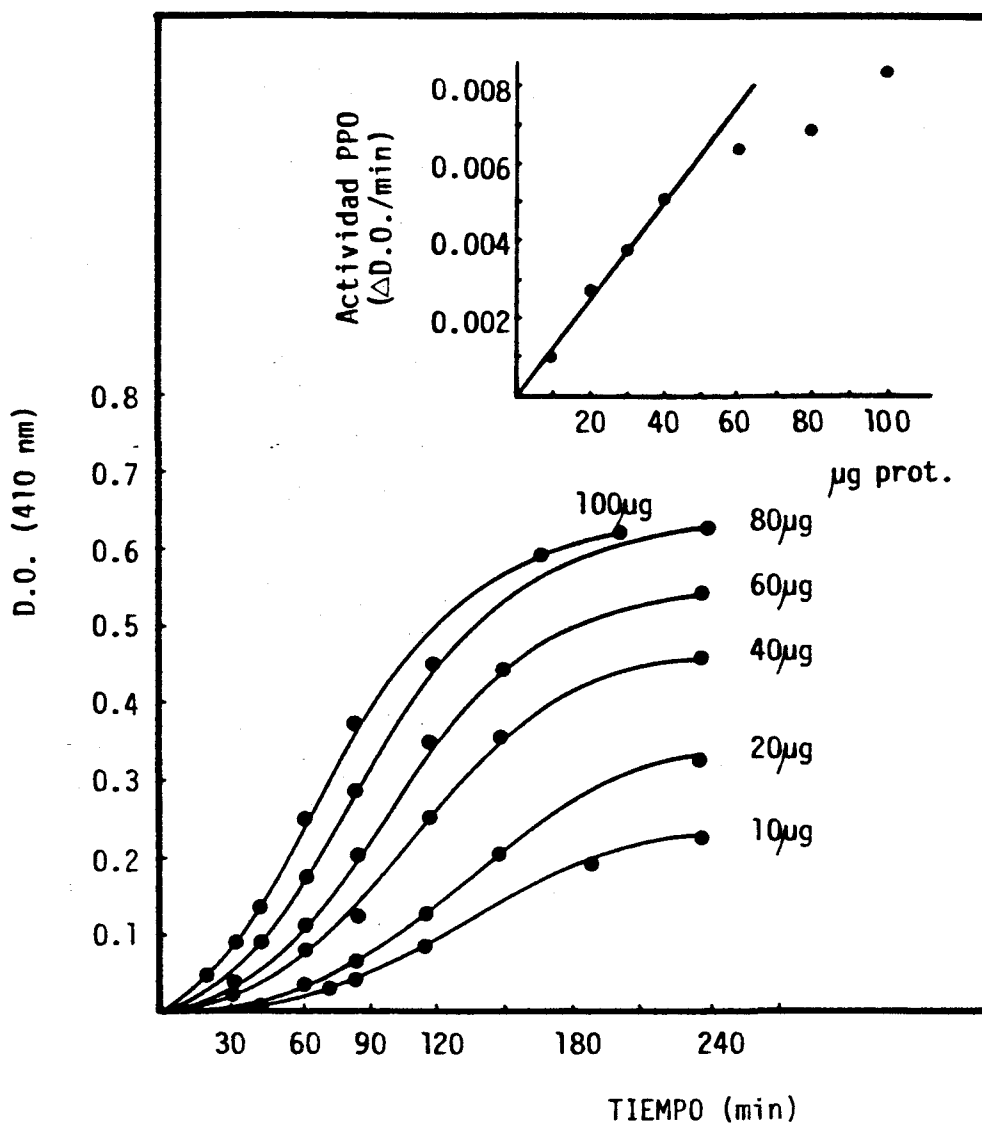 Actividad PPO
(△D.O./min)
0.008
0.006
0.004
0.002
20 40 60 80 100
µg prot.
D.O. (410 nm)
0.8
0.7
0.6
0.5
0.4
0.3
0.2
0.1
100µg
80µg
60µg
40µg
20µg
10µg
30 60 90 120 180 240
TIEMPO (min)